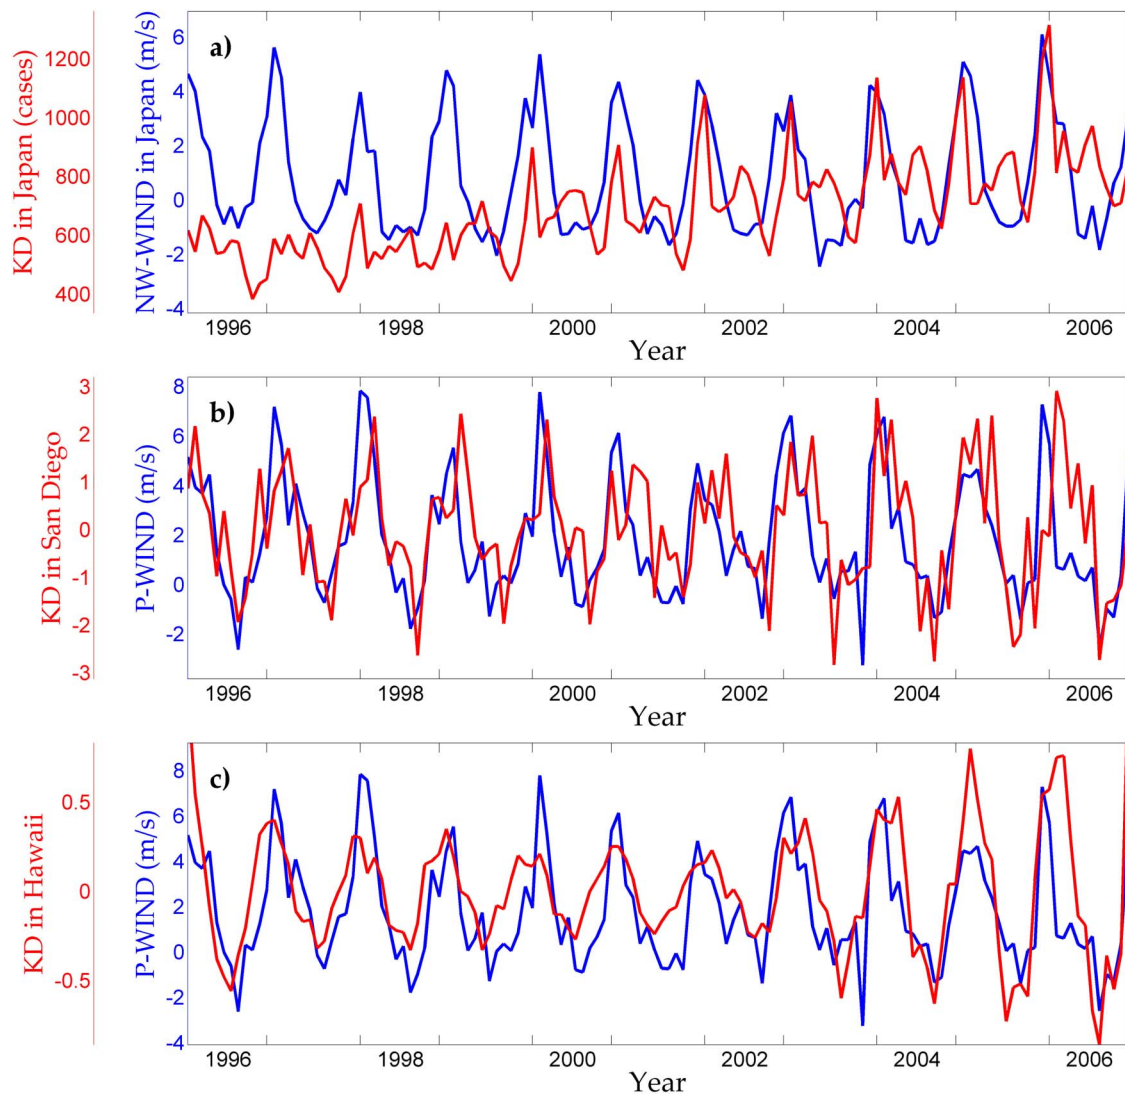 a)
KD in Japan (cases)
1200
1000
800
600
400
NW-WIND in Japan (m/s)
6
4
2
0
-2
-4
1996 1998 2000 2002 2004 2006
Year
b)
KD in San Diego
3
2
1
0
-1
-2
-3
P-WIND (m/s)
8
6
4
2
0
-2
1996 1998 2000 2002 2004 2006
Year
c)
KD in Hawaii
0.5
0
-0.5
P-WIND (m/s)
8
6
4
2
0
-2
-4
1996 1998 2000 2002 2004 2006
Year